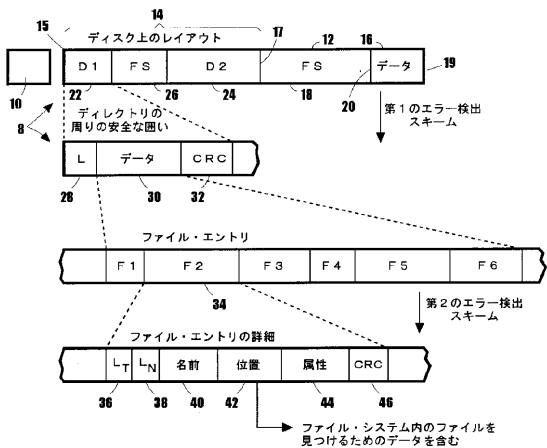 14
15
ディスク上のレイアウト
17
12
16
D1
FS
D2
FS
データ
19
10
22
26
24
18
20
8
ディレクトリの
周りの安全な囲い
第1のエラー検出
スキーム
L
データ
CRC
28
30
32
ファイル・エントリ
F1
F2
F3
F4
F5
F6
34
第2のエラー検出
スキーム
ファイル・エントリの詳細
LT
LN
名前
位置
属性
CRC
36
38
40
42
44
46
ファイル・システム内のファイルを
見つけるためのデータを含む